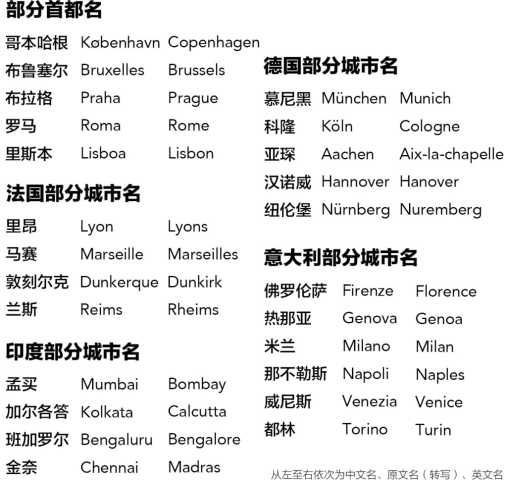 部分首都名
哥本哈根 København Copenhagen
布鲁塞尔 Bruxelles Brussels
布拉格 Praha Prague
罗马 Roma Rome
里斯本 Lisboa Lisbon
法国部分城市名
里昂 Lyon Lyons
马赛 Marseille Marseilles
敦刻尔克 Dunkerque Dunkirk
兰斯 Reims Rheims
印度部分城市名
孟买 Mumbai Bombay
加尔各答 Kolkata Calcutta
班加罗尔 Bengaluru Bengalore
金奈 Chennai Madras
德国部分城市名
慕尼黑 München Munich
科隆 Köln Cologne
亚琛 Aachen Aix-la-chapelle
汉诺威 Hannover Hanover
纽伦堡 Nürnberg Nuremberg
意大利部分城市名
佛罗伦萨 Firenze Florence
热那亚 Genova Genoa
米兰 Milano Milan
那不勒斯 Napoli Naples
威尼斯 Venezia Venice
都林 Torino Turin
从左至右依次为中文名、原文名（转写）、英文名